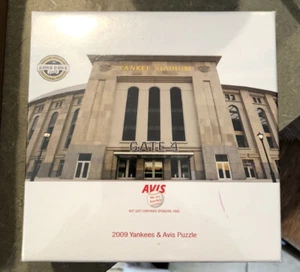 YANKEE STADIUM
GATE 4
AVIS
2009 Yankees & Avis Puzzle